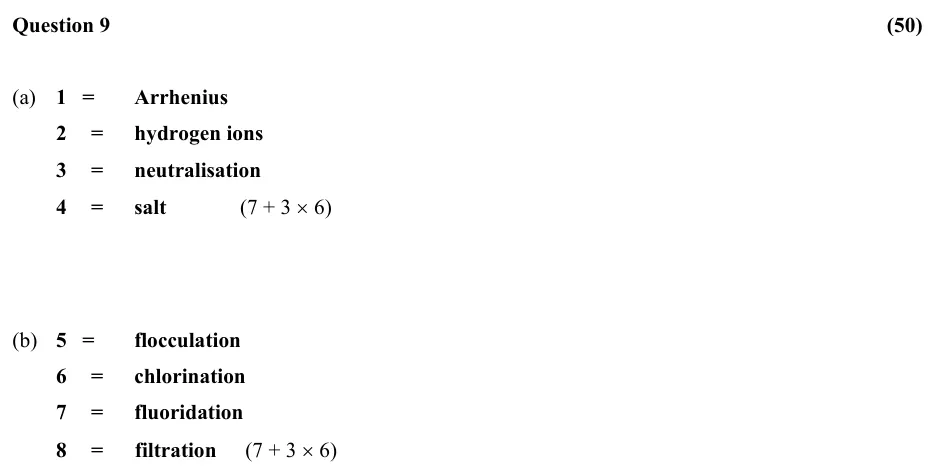 Question 9 (50)
(a) 1 = Arrhenius
2 = hydrogen ions
3 = neutralisation
4 = salt (7 + 3 × 6)
(b) 5 = flocculation
6 = chlorination
7 = fluoridation
8 = filtration (7 + 3 × 6)